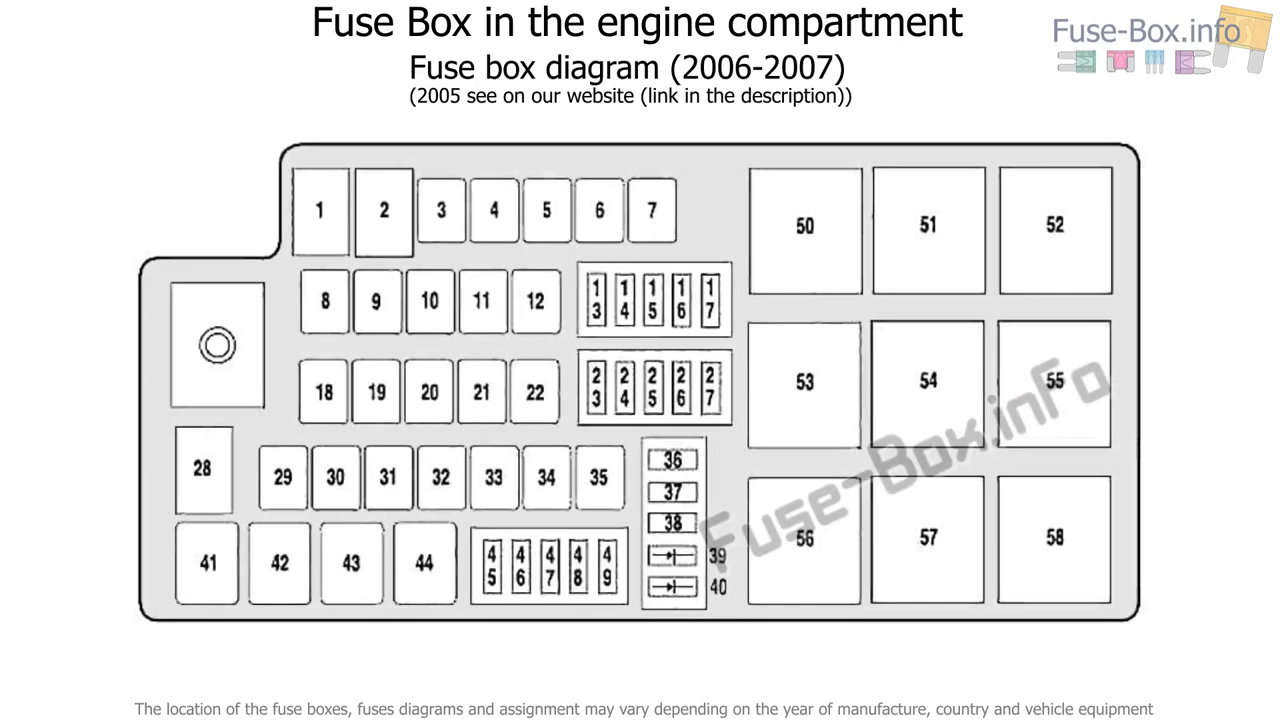 Fuse Box in the engine compartment
Fuse box diagram (2006-2007)
(2005 see on our website (link in the description))
Fuse-Box.info
1 2 3 4 5 6 7 50 51 52
8 9 10 11 12 13 14 15 16 17
18 19 20 21 22 23 24 25 26 27 53 54 55
28 29 30 31 32 33 34 35 36
37
38
39
40
41 42 43 44 45 46 47 48 49 56 57 58
Fuse-Box.info
The location of the fuse boxes, fuses diagrams and assignment may vary depending on the year of manufacture, country and vehicle equipment